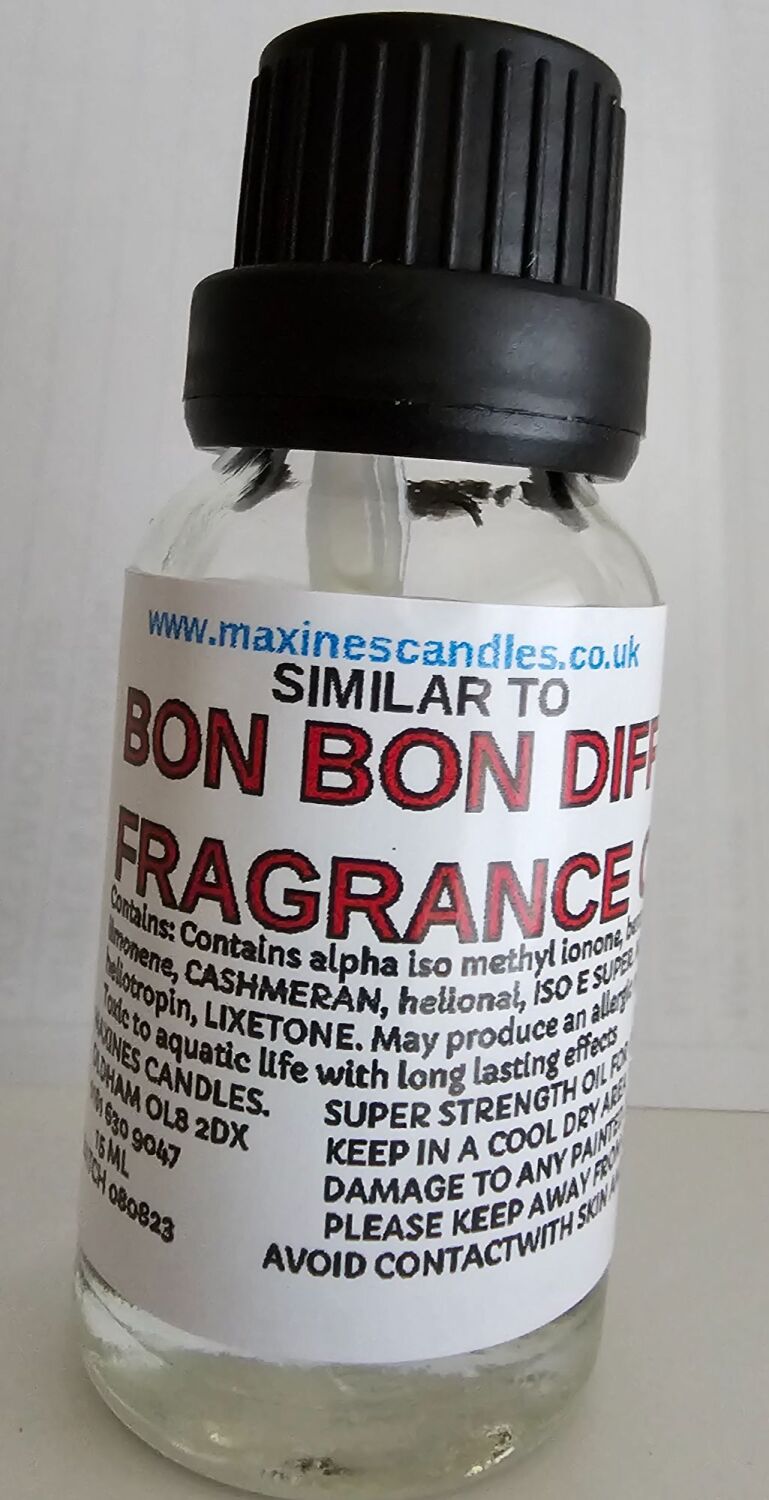 www.maxinescandles.co.uk
SIMILAR TO
BON BON DIFF
FRAGRANCE
Contains: Contains alpha iso methyl ionone,
limonene, CASHMERAN, helional, ISO E SUPER,
heliotropin, LIXETONE. May produce an allergic
Toxic to aquatic life with long lasting effects
MAXINES CANDLES.
OLDHAM OL8 2DX
630 9047
15 ML
080823
SUPER STRENGTH OIL FOR
KEEP IN A COOL DRY AREA
DAMAGE TO ANY PAINTE
PLEASE KEEP AWAY FROM
AVOID CONTACTWITH SKIN